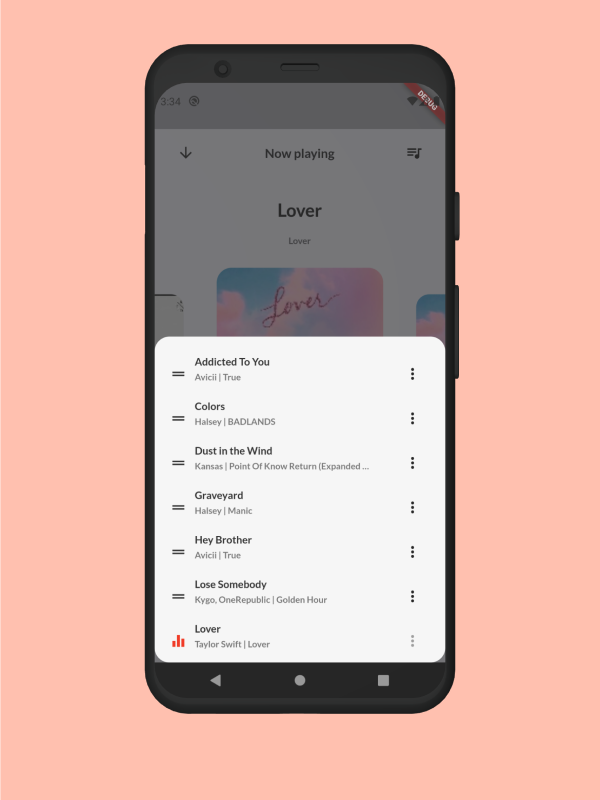 3:34
DEBUG
Now playing
Lover
Lover
Lover
Addicted To You
Avicii | True
Colors
Halsey | BADLANDS
Dust in the Wind
Kansas | Point Of Know Return (Expanded ...
Graveyard
Halsey | Manic
Hey Brother
Avicii | True
Lose Somebody
Kygo, OneRepublic | Golden Hour
Lover
Taylor Swift | Lover